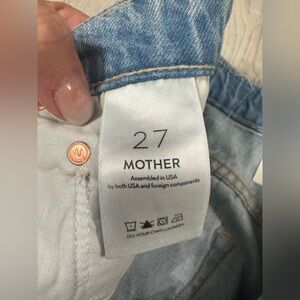 27
MOTHER
Assembled in USA
by both USA and foreign components
DO YOUR OWN LAUNDRY